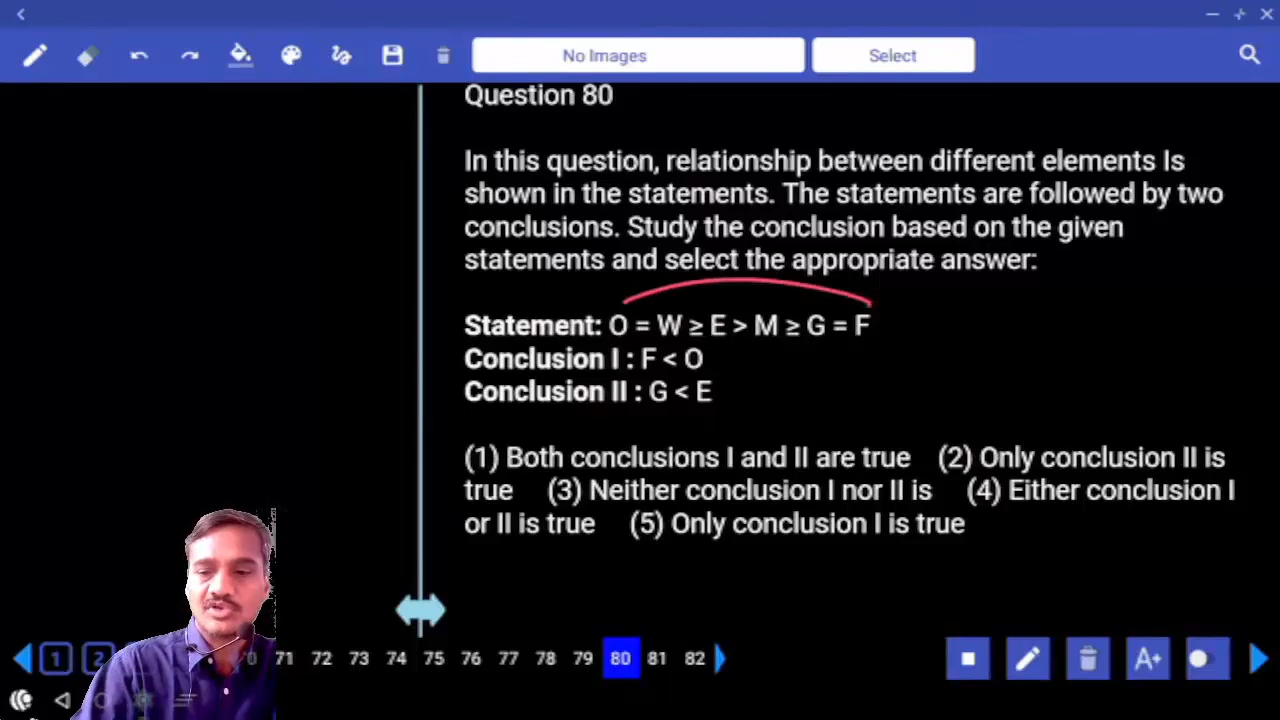 No Images
Select
Question 80
In this question, relationship between different elements Is
shown in the statements. The statements are followed by two
conclusions. Study the conclusion based on the given
statements and select the appropriate answer:
Statement: O = W ≥ E > M ≥ G = F
Conclusion I : F < O
Conclusion II : G < E
(1) Both conclusions I and II are true (2) Only conclusion II is
true (3) Neither conclusion I nor II is (4) Either conclusion I
or II is true (5) Only conclusion I is true
1 2 0 71 72 73 74 75 76 77 78 79 80 81 82
A+